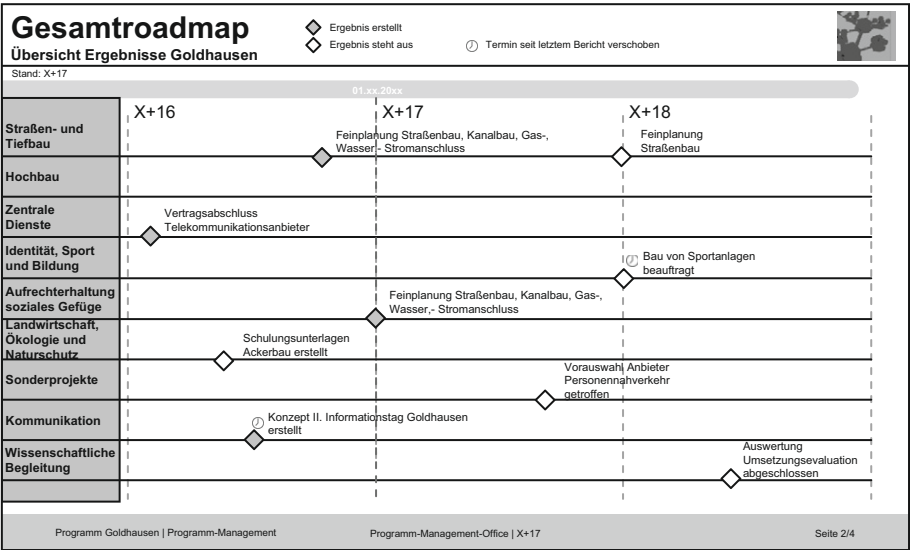 Gesamtroadmap
Übersicht Ergebnisse Goldhausen
Ergebnis erstellt
Ergebnis steht aus
Termin seit letztem Bericht verschoben
Stand: X+17
01.xx.20xx
X+16
X+17
X+18
Straßen- und
Tiefbau
Feinplanung Straßenbau, Kanalbau, Gas-,
Wasser,- Stromanschluss
Feinplanung
Straßenbau
Hochbau
Zentrale
Dienste
Vertragsabschluss
Telekommunikationsanbieter
Identität, Sport
und Bildung
Bau von Sportanlagen
beauftragt
Aufrechterhaltung
soziales Gefüge
Feinplanung Straßenbau, Kanalbau, Gas-,
Wasser,- Stromanschluss
Landwirtschaft,
Ökologie und
Naturschutz
Schulungsunterlagen
Ackerbau erstellt
Sonderprojekte
Vorauswahl Anbieter
Personennahverkehr
getroffen
Kommunikation
Konzept II. Informationstag Goldhausen
erstellt
Wissenschaftliche
Begleitung
Auswertung
Umsetzungsevaluation
abgeschlossen
Programm Goldhausen | Programm-Management
Programm-Management-Office | X+17
Seite 2/4